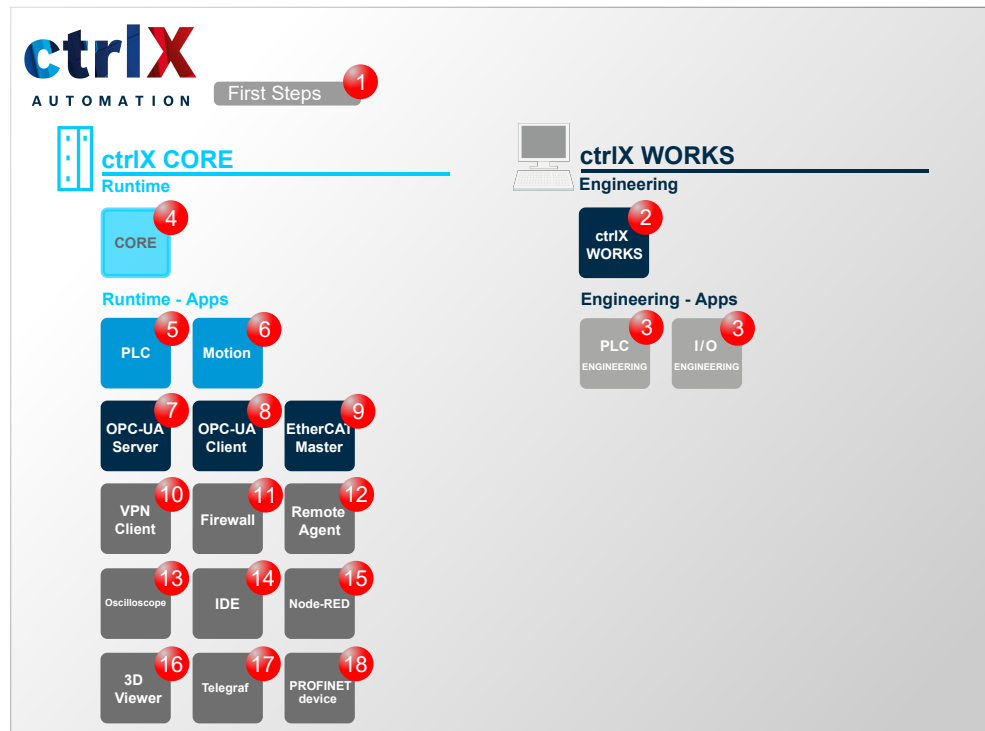 ctrlX
AUTOMATION
First Steps
1
ctrlX CORE
Runtime
4
CORE
Runtime - Apps
5
PLC
6
Motion
7
OPC-UA
Server
8
OPC-UA
Client
9
EtherCAT
Master
10
VPN
Client
11
Firewall
12
Remote
Agent
13
Oscilloscope
14
IDE
15
Node-RED
16
3D
Viewer
17
Telegraf
18
PROFINET
device
ctrlX WORKS
Engineering
2
ctrlX
WORKS
Engineering - Apps
3
PLC
ENGINEERING
3
I/O
ENGINEERING